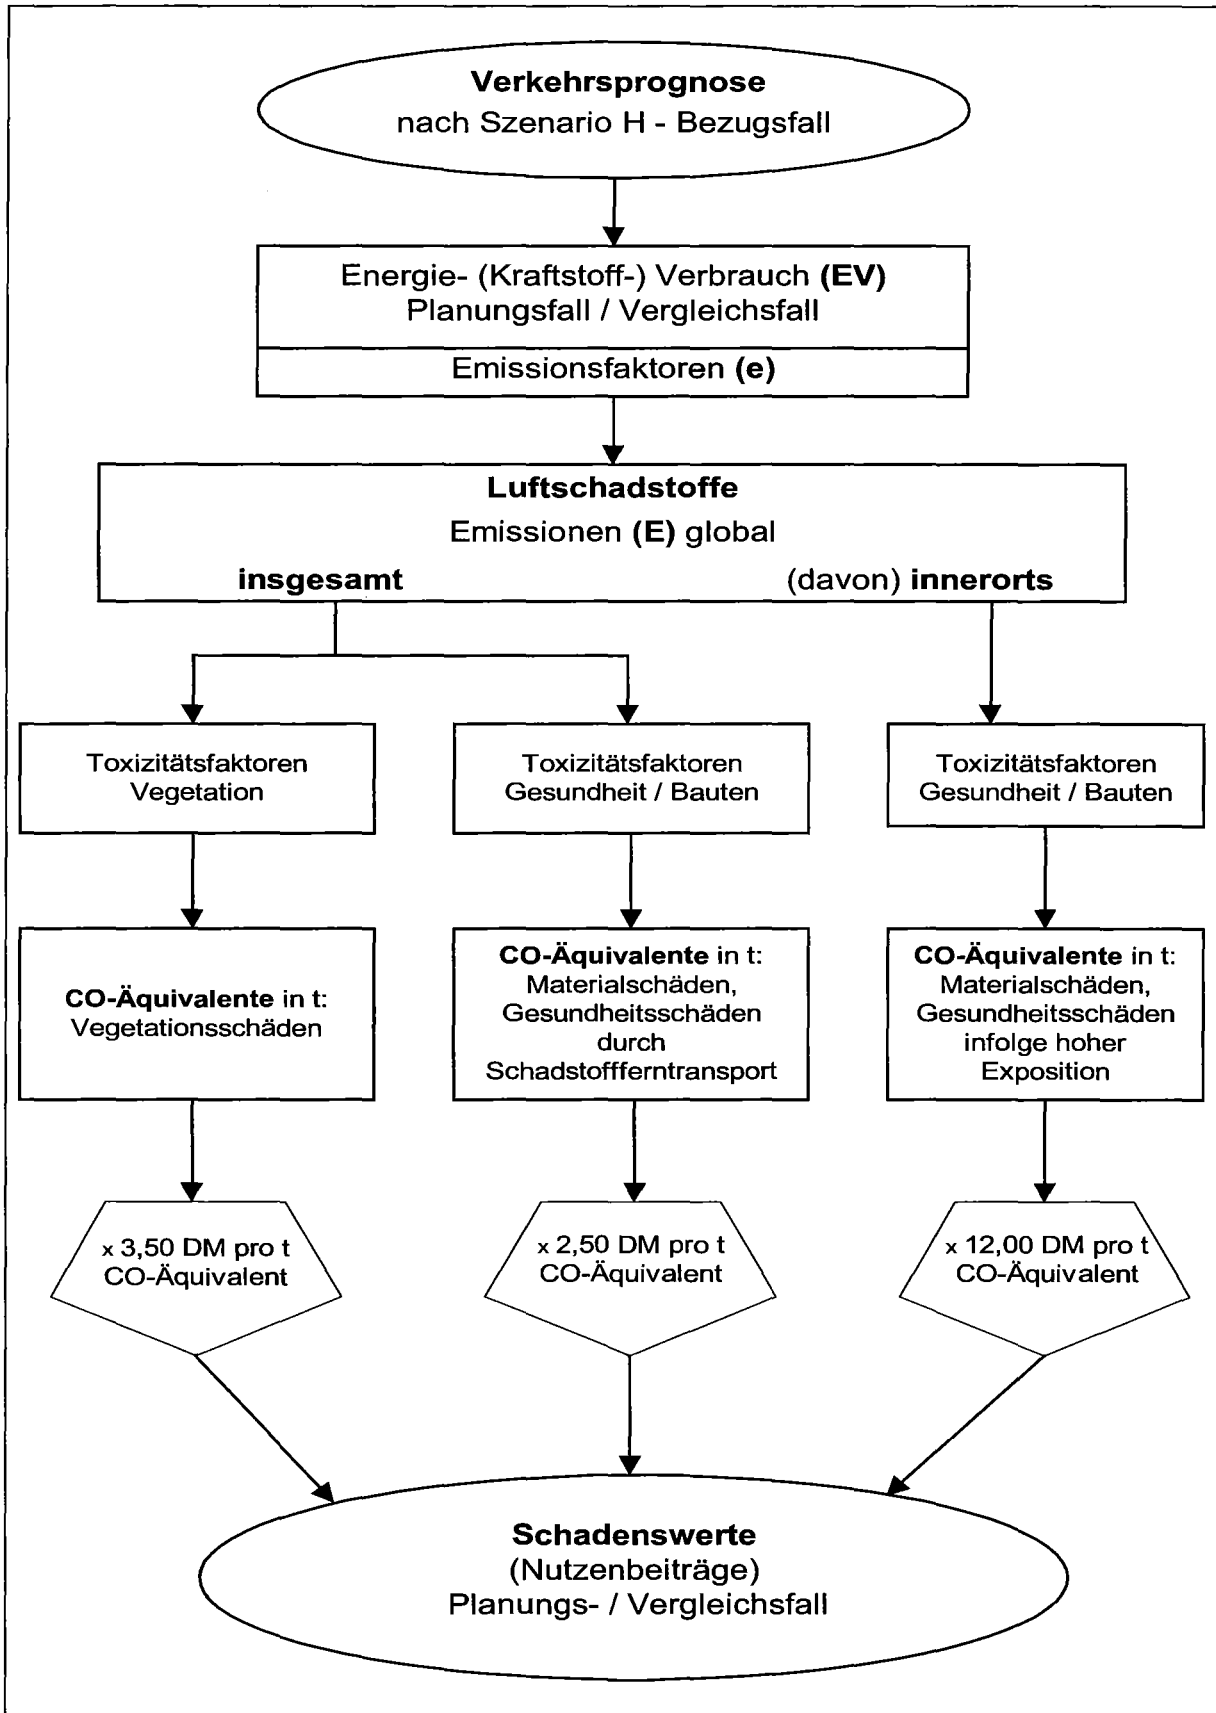 Verkehrsprognose
nach Szenario H - Bezugsfall
Energie- (Kraftstoff-) Verbrauch (EV)
Planungsfall / Vergleichsfall
Emissionsfaktoren (e)
Luftschadstoffe
Emissionen (E) global
insgesamt (davon) innerorts
Toxizitätsfaktoren
Vegetation
Toxizitätsfaktoren
Gesundheit / Bauten
Toxizitätsfaktoren
Gesundheit / Bauten
CO-Äquivalente in t:
Vegetationsschäden
CO-Äquivalente in t:
Materialschäden,
Gesundheitsschäden
durch
Schadstoffferntransport
CO-Äquivalente in t:
Materialschäden,
Gesundheitsschäden
infolge hoher
Exposition
x 3,50 DM pro t
CO-Äquivalent
x 2,50 DM pro t
CO-Äquivalent
x 12,00 DM pro t
CO-Äquivalent
Schadenswerte
(Nutzenbeiträge)
Planungs- / Vergleichsfall